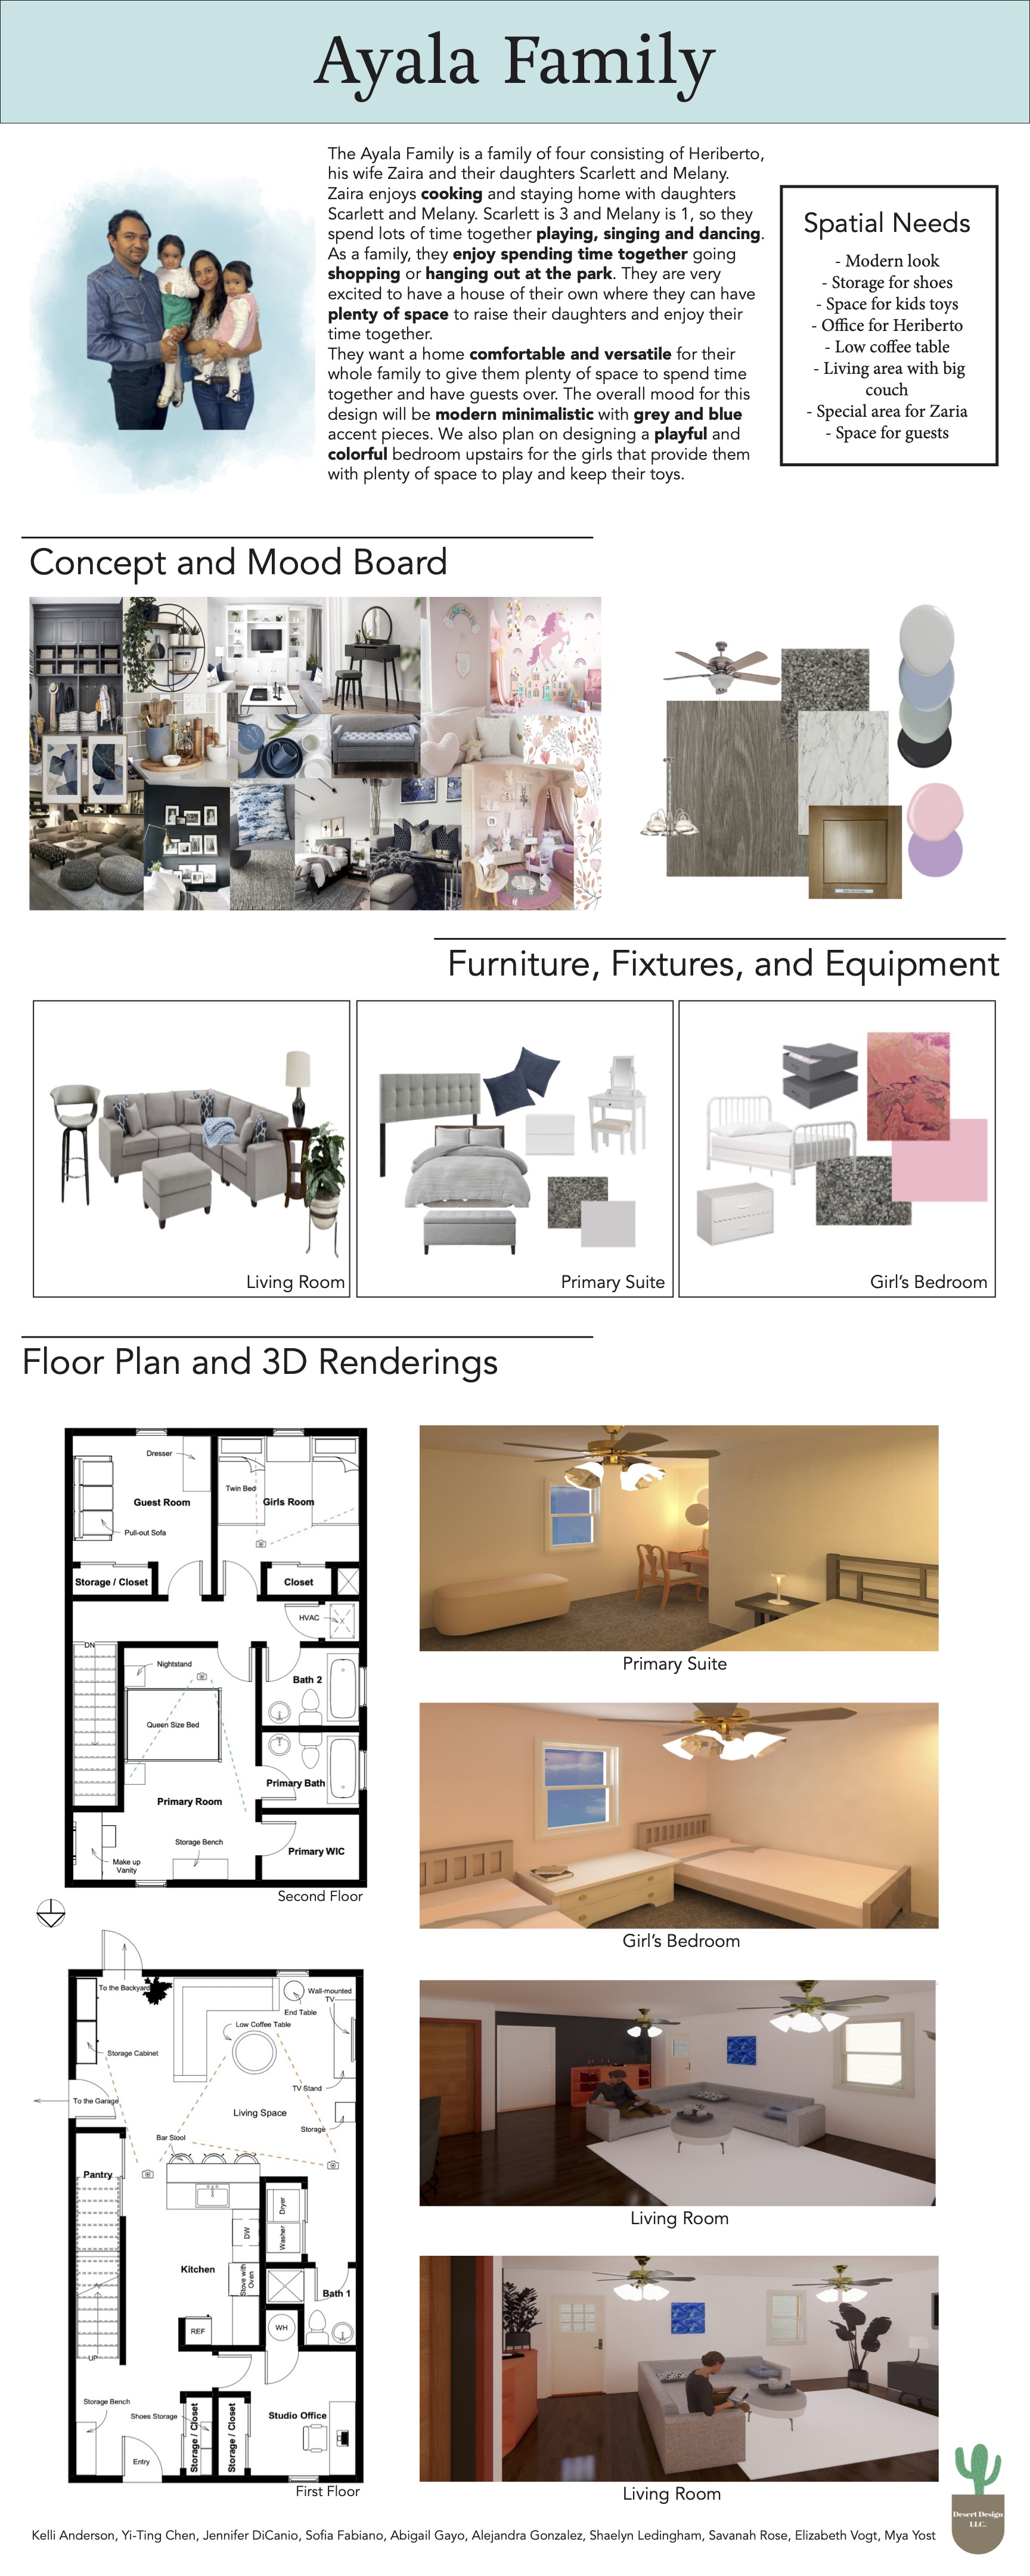 Ayala Family
The Ayala Family is a family of four consisting of Heriberto,
his wife Zaira and their daughters Scarlett and Melany.
Zaira enjoys cooking and staying home with daughters
Scarlett and Melany. Scarlett is 3 and Melany is 1, so they
spend lots of time together playing, singing and dancing.
As a family, they enjoy spending time together going
shopping or hanging out at the park. They are very
excited to have a house of their own where they can have
plenty of space to raise their daughters and enjoy their
time together.
They want a home comfortable and versatile for their
whole family to give them plenty of space to spend time
together and have guests over. The overall mood for this
design will be modern minimalistic with grey and blue
accent pieces. We also plan on designing a playful and
colorful bedroom upstairs for the girls that provide them
with plenty of space to play and keep their toys.
Spatial Needs
- Modern look
- Storage for shoes
- Space for kids toys
- Office for Heriberto
- Low coffee table
- Living area with big
couch
- Special area for Zaria
- Space for guests
Concept and Mood Board
Furniture, Fixtures, and Equipment
Living Room
Primary Suite
Girl's Bedroom
Floor Plan and 3D Renderings
Dresser
Guest Room
Pull-out Sofa
Twin Bed
Girls Room
Storage / Closet
Closet
HVAC
DN
Nightstand
Bath 2
Queen Size Bed
Primary Bath
Primary Room
Storage Bench
Make up
Vanity
Primary WIC
Second Floor
To the Backyard
Wall-mounted
TV
End Table
Low Coffee Table
Storage Cabinet
TV Stand
To the Garage
Living Space
Storage
Bar Stool
Pantry
Dryer
Washer
DW
Kitchen
Stove with
Oven
Bath 1
REF
WH
UP
Storage Bench
Shoes Storage
Storage / Closet
Storage / Closet
Studio Office
Entry
First Floor
Primary Suite
Girl's Bedroom
Living Room
Living Room
Desert Design
LLC.
Kelli Anderson, Yi-Ting Chen, Jennifer DiCanio, Sofia Fabiano, Abigail Gayo, Alejandra Gonzalez, Shaelyn Ledingham, Savanah Rose, Elizabeth Vogt, Mya Yost